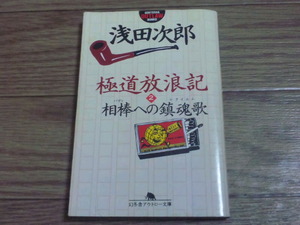 浅田次郎
極道放浪記
2
相棒への鎮魂歌
幻冬舎アウトロー文庫